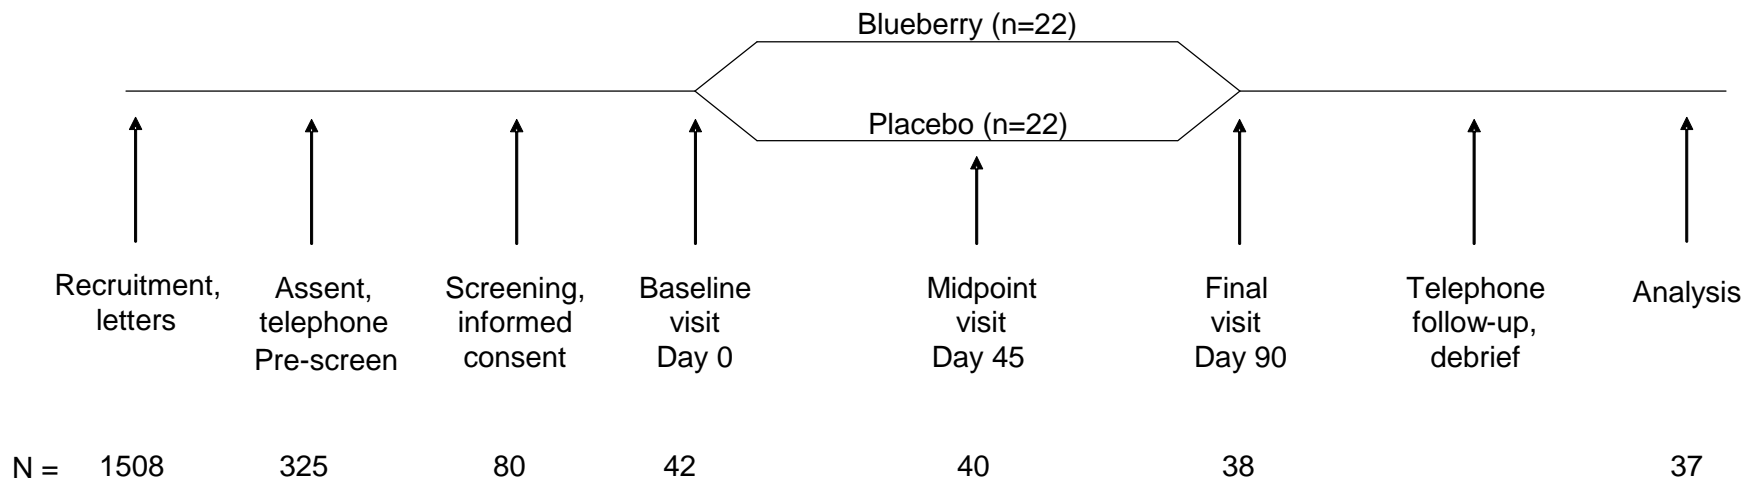 Blueberry (n=22)
Placebo (n=22)
Recruitment,
letters
Assent,
telephone
Pre-screen
Screening,
informed
consent
Baseline
visit
Day 0
Midpoint
visit
Day 45
Final
visit
Day 90
Telephone
follow-up,
debrief
Analysis
N = 1508 325 80 42 40 38 37